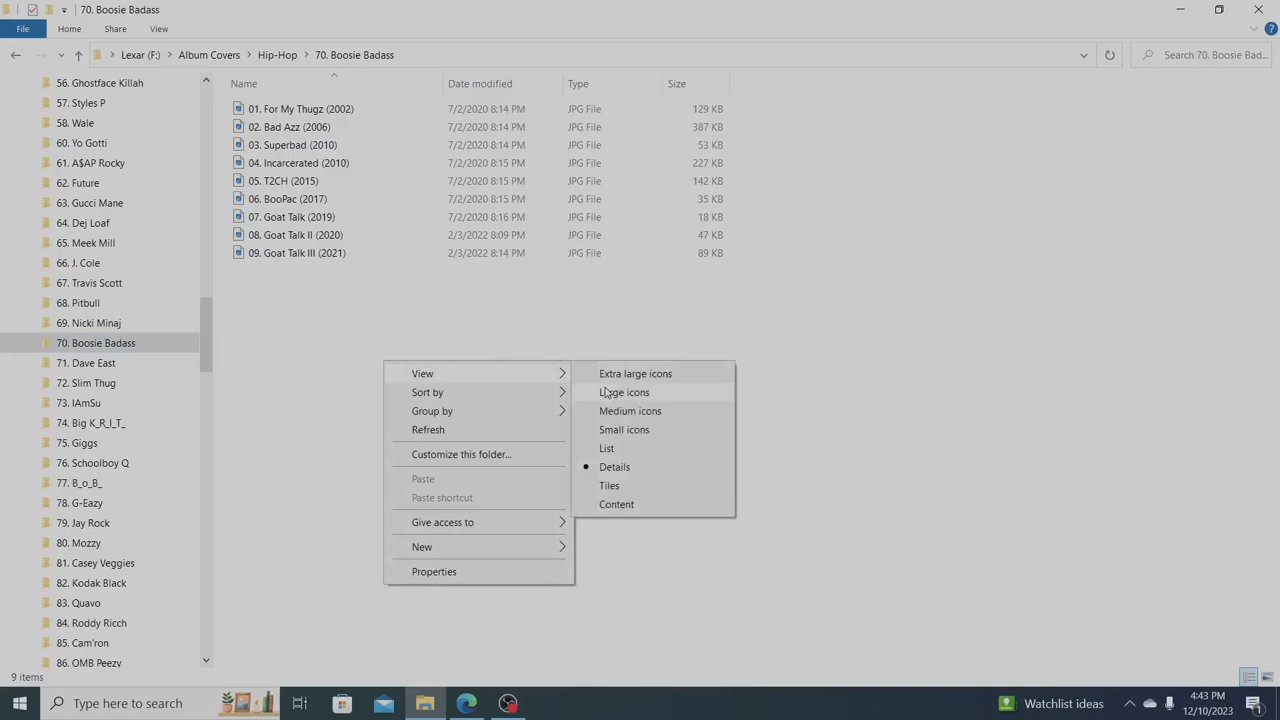 70. Boosie Badass
File
Home
Share
View
Lexar (F:)
Album Covers
Hip-Hop
70. Boosie Badass
Search 70. Boosie Bad...
56. Ghostface Killah
57. Styles P
58. Wale
60. Yo Gotti
61. A$AP Rocky
62. Future
63. Gucci Mane
64. Dej Loaf
65. Meek Mill
66. J. Cole
67. Travis Scott
68. Pitbull
69. Nicki Minaj
70. Boosie Badass
71. Dave East
72. Slim Thug
73. IAmSu
74. Big K_R_I_T_
75. Giggs
76. Schoolboy Q
77. B_o_B_
78. G-Eazy
79. Jay Rock
80. Mozzy
81. Casey Veggies
82. Kodak Black
83. Quavo
84. Roddy Ricch
85. Cam'ron
86. OMB Peezy
Name Date modified Type Size
01. For My Thugz (2002) 7/2/2020 8:14 PM JPG File 129 KB
02. Bad Azz (2006) 7/2/2020 8:14 PM JPG File 387 KB
03. Superbad (2010) 7/2/2020 8:14 PM JPG File 53 KB
04. Incarcerated (2010) 7/2/2020 8:15 PM JPG File 227 KB
05. T2CH (2015) 7/2/2020 8:15 PM JPG File 142 KB
06. BooPac (2017) 7/2/2020 8:15 PM JPG File 35 KB
07. Goat Talk (2019) 7/2/2020 8:16 PM JPG File 18 KB
08. Goat Talk II (2020) 2/3/2022 8:09 PM JPG File 47 KB
09. Goat Talk III (2021) 2/3/2022 8:14 PM JPG File 89 KB
View
Sort by
Group by
Refresh
Customize this folder...
Paste
Paste shortcut
Give access to
New
Properties
Extra large icons
Large icons
Medium icons
Small icons
List
Details
Tiles
Content
9 items
Type here to search
Watchlist ideas
4:43 PM
12/10/2023
1